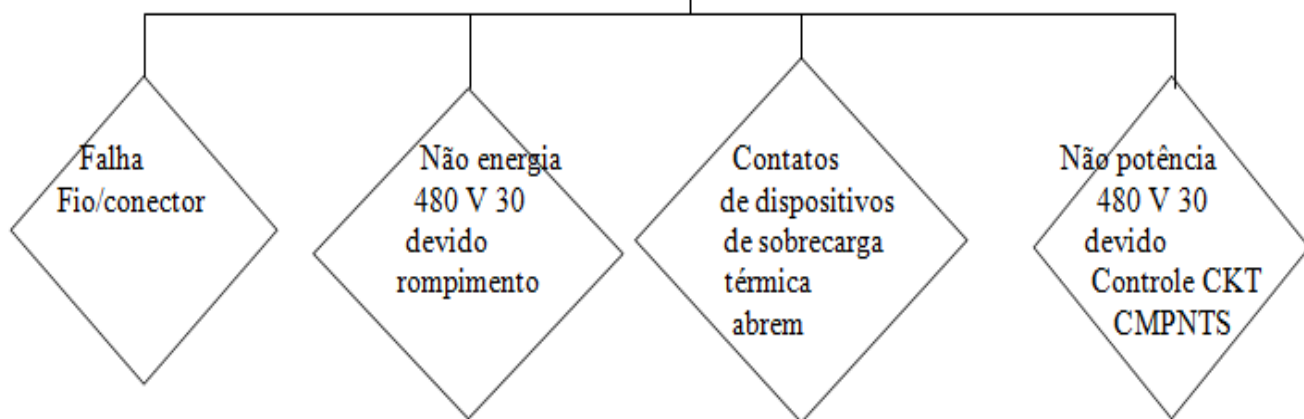 Falha
Fio/conector
Não energia
480 V 30
devido
rompimento
Contatos
de dispositivos
de sobrecarga
térmica
abrem
Não potência
480 V 30
devido
Controle CKT
CMPNTS